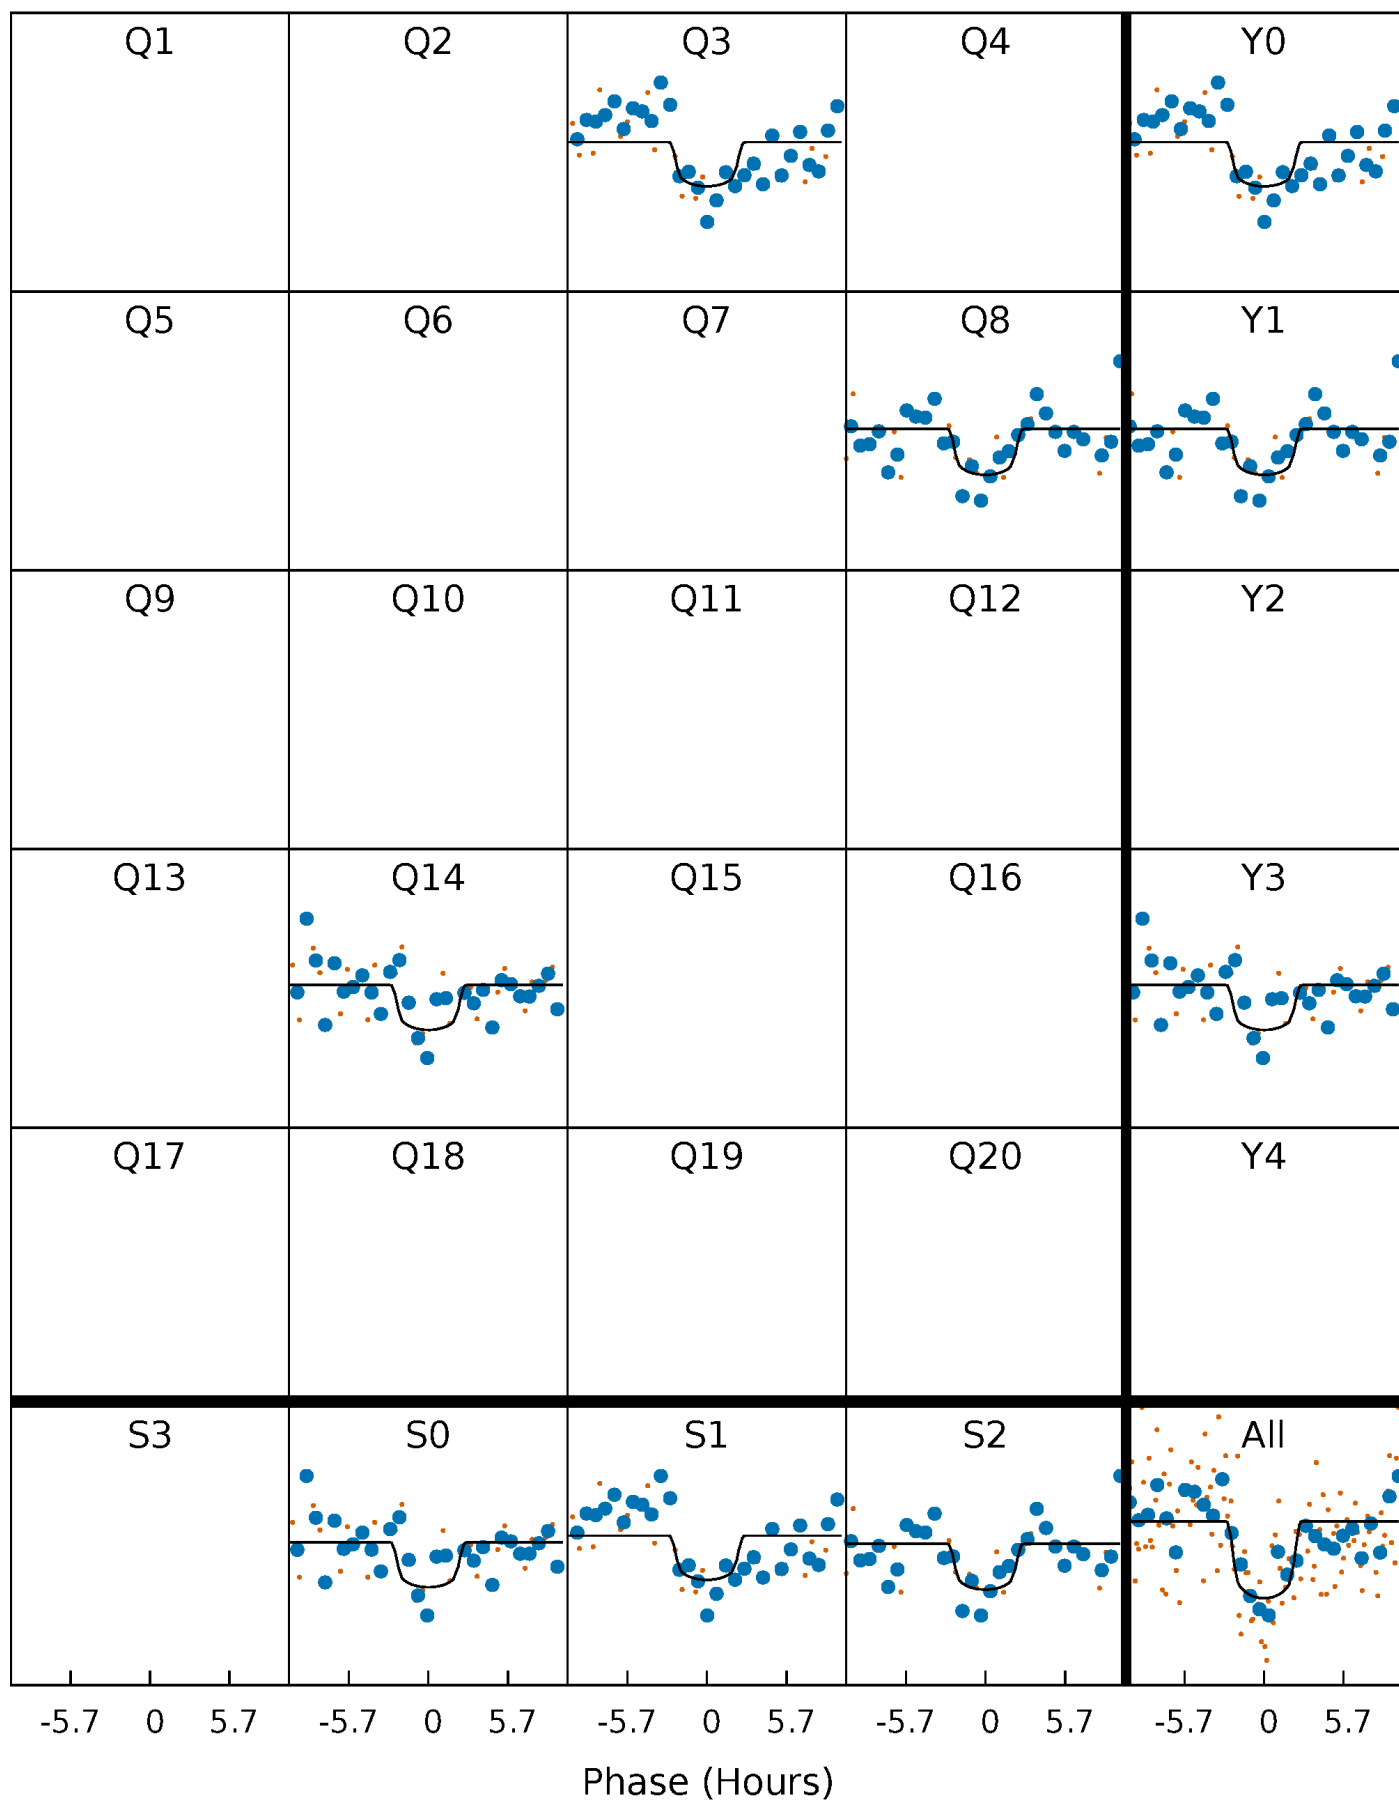 Q1 Q2 Q3 Q4 Y0
Q5 Q6 Q7 Q8 Y1
Q9 Q10 Q11 Q12 Y2
Q13 Q14 Q15 Q16 Y3
Q17 Q18 Q19 Q20 Y4
S3 S0 S1 S2 All
-5.7 0 5.7 -5.7 0 5.7 -5.7 0 5.7 -5.7 0 5.7 -5.7 0 5.7
Phase (Hours)